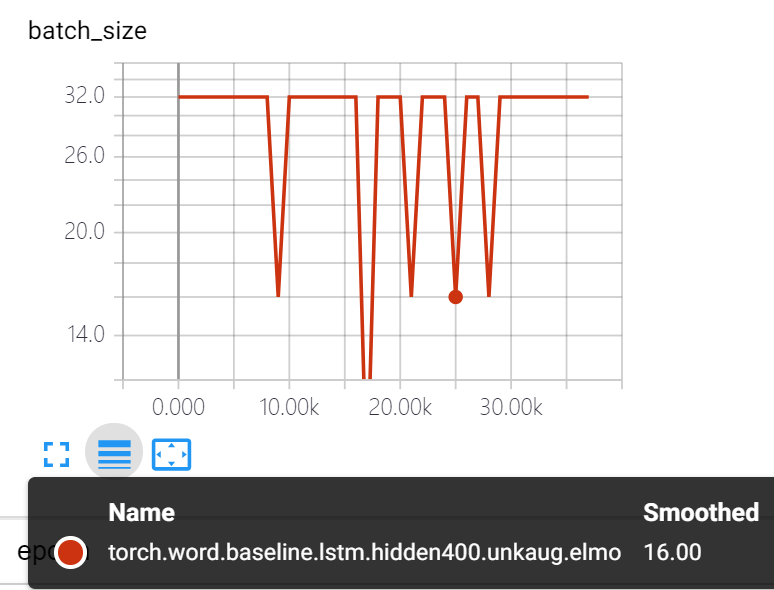 batch_size
32.0
26.0
20.0
14.0
0.000 10.00k 20.00k 30.00k
Name Smoothed
torch.word.baseline.lstm.hidden400.unkaug.elmo 16.00